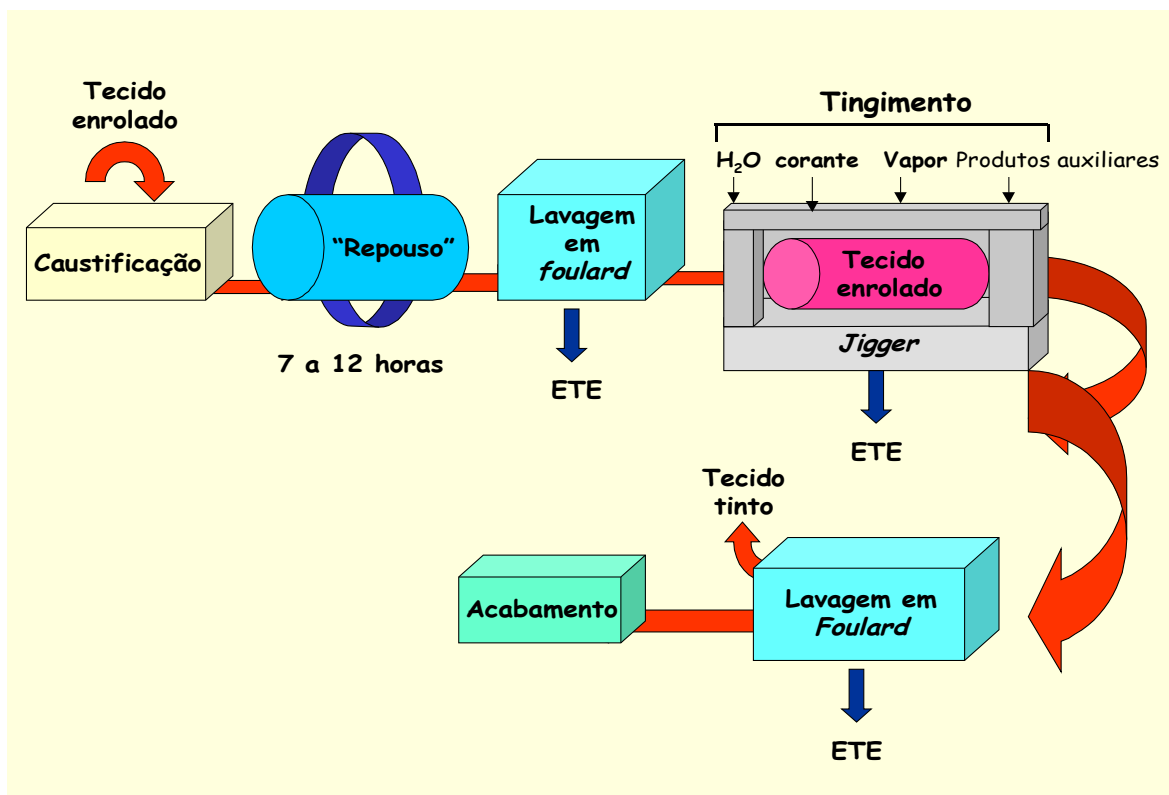 Tecido
enrolado
Caustificação
“Repouso”
7 a 12 horas
Lavagem
em
foulard
ETE
Tingimento
H₂O corante Vapor Produtos auxiliares
Tecido
enrolado
Jigger
ETE
Tecido
tinto
Acabamento
Lavagem em
Foulard
ETE